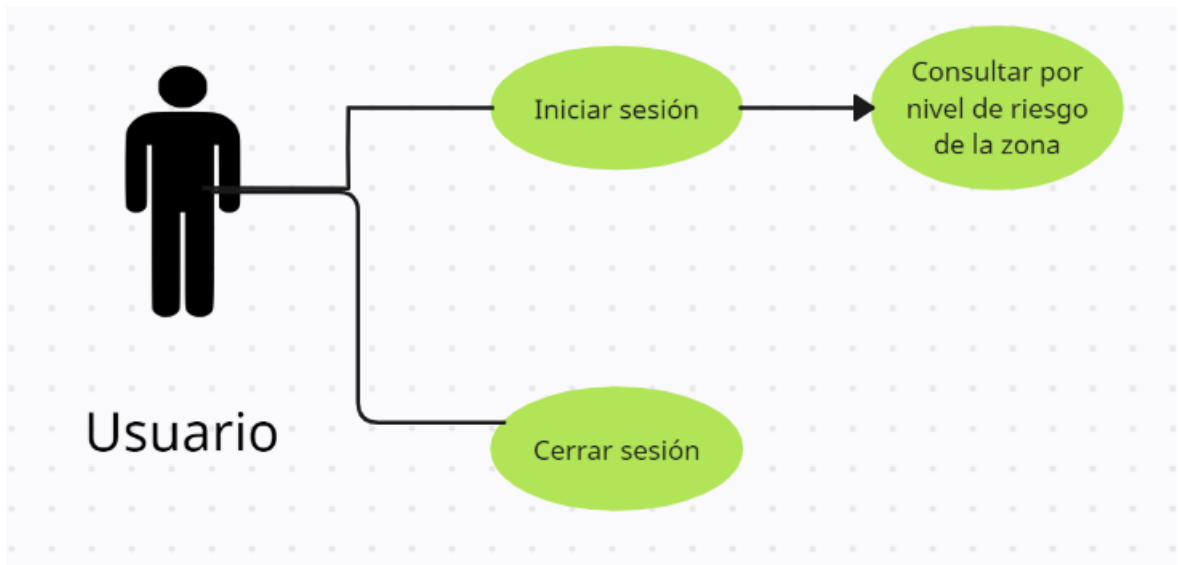 Iniciar sesión
Consultar por
nivel de riesgo
de la zona
Usuario
Cerrar sesión